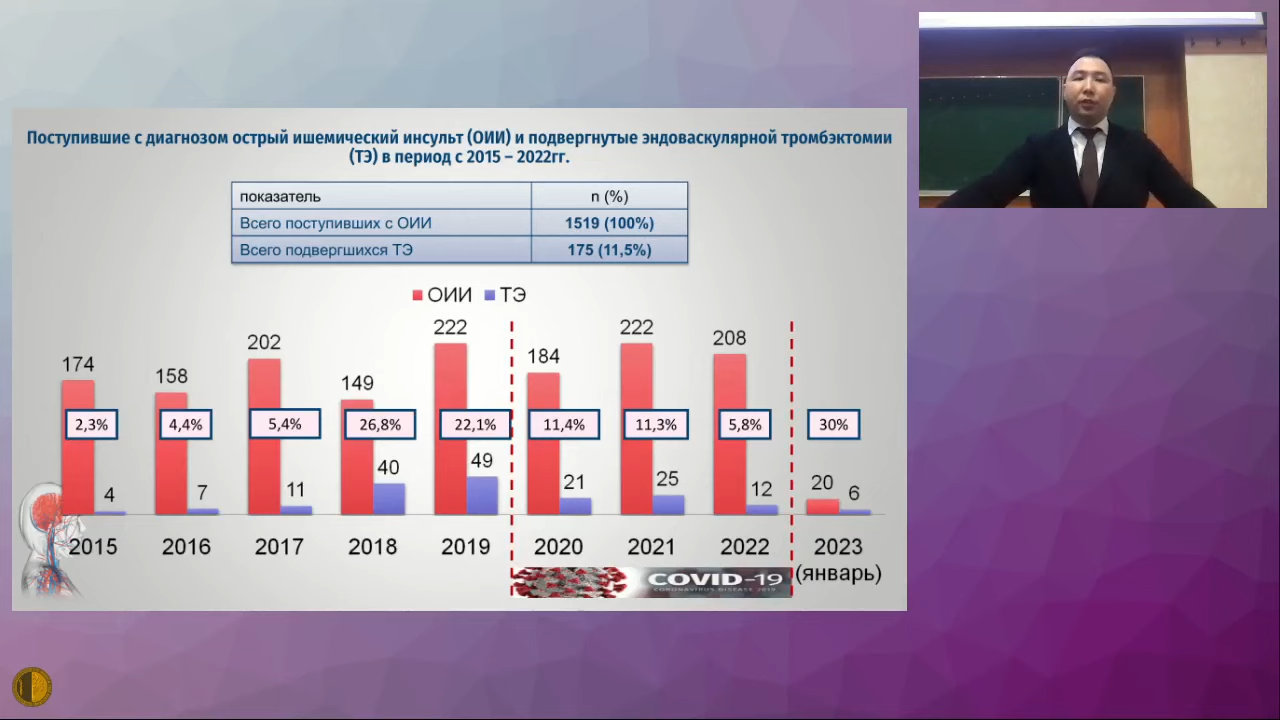 Поступившие с диагнозом острый ишемический инсульт (ОИИ) и подвергнутые эндоваскулярной тромбэктомии
(ТЭ) в период с 2015 – 2022гг.
показатель n (%)
Всего поступивших с ОИИ 1519 (100%)
Всего подвергшихся ТЭ 175 (11,5%)
ОИИ ТЭ
174 158 202 149 222 184 222 208 20
2,3% 4,4% 5,4% 26,8% 22,1% 11,4% 11,3% 5,8% 30%
4 7 11 40 49 21 25 12 6
2015 2016 2017 2018 2019 2020 2021 2022 2023
(январь)
COVID-19
CORONAVIRUS DISEASE 2019